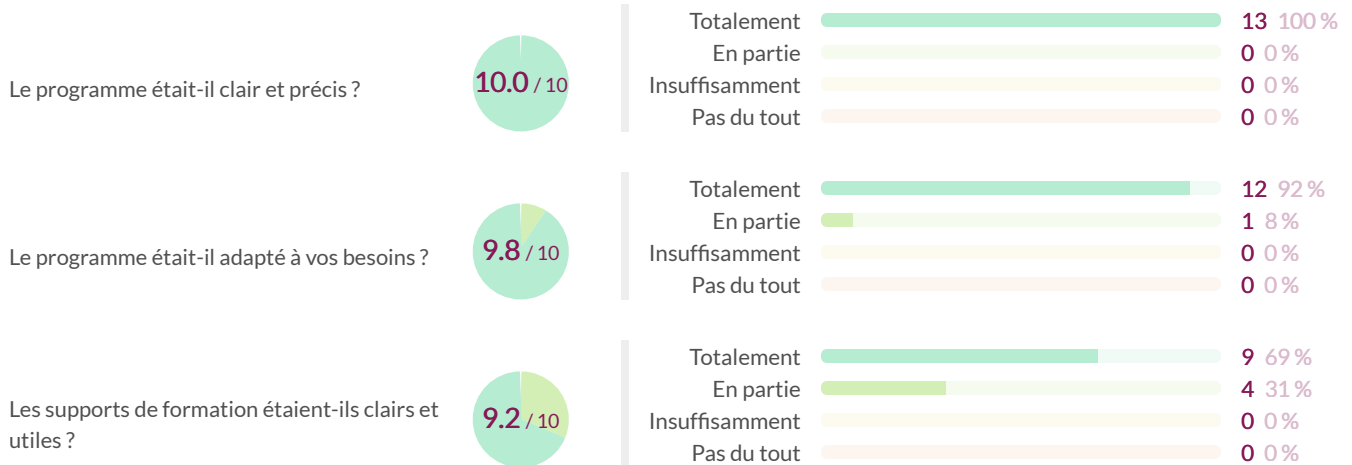 Le programme était-il clair et précis ?
10.0 / 10
Totalement 13 100 %
En partie 0 0 %
Insuffisamment 0 0 %
Pas du tout 0 0 %
Le programme était-il adapté à vos besoins ?
9.8 / 10
Totalement 12 92 %
En partie 1 8 %
Insuffisamment 0 0 %
Pas du tout 0 0 %
Les supports de formation étaient-ils clairs et
utiles ?
9.2 / 10
Totalement 9 69 %
En partie 4 31 %
Insuffisamment 0 0 %
Pas du tout 0 0 %